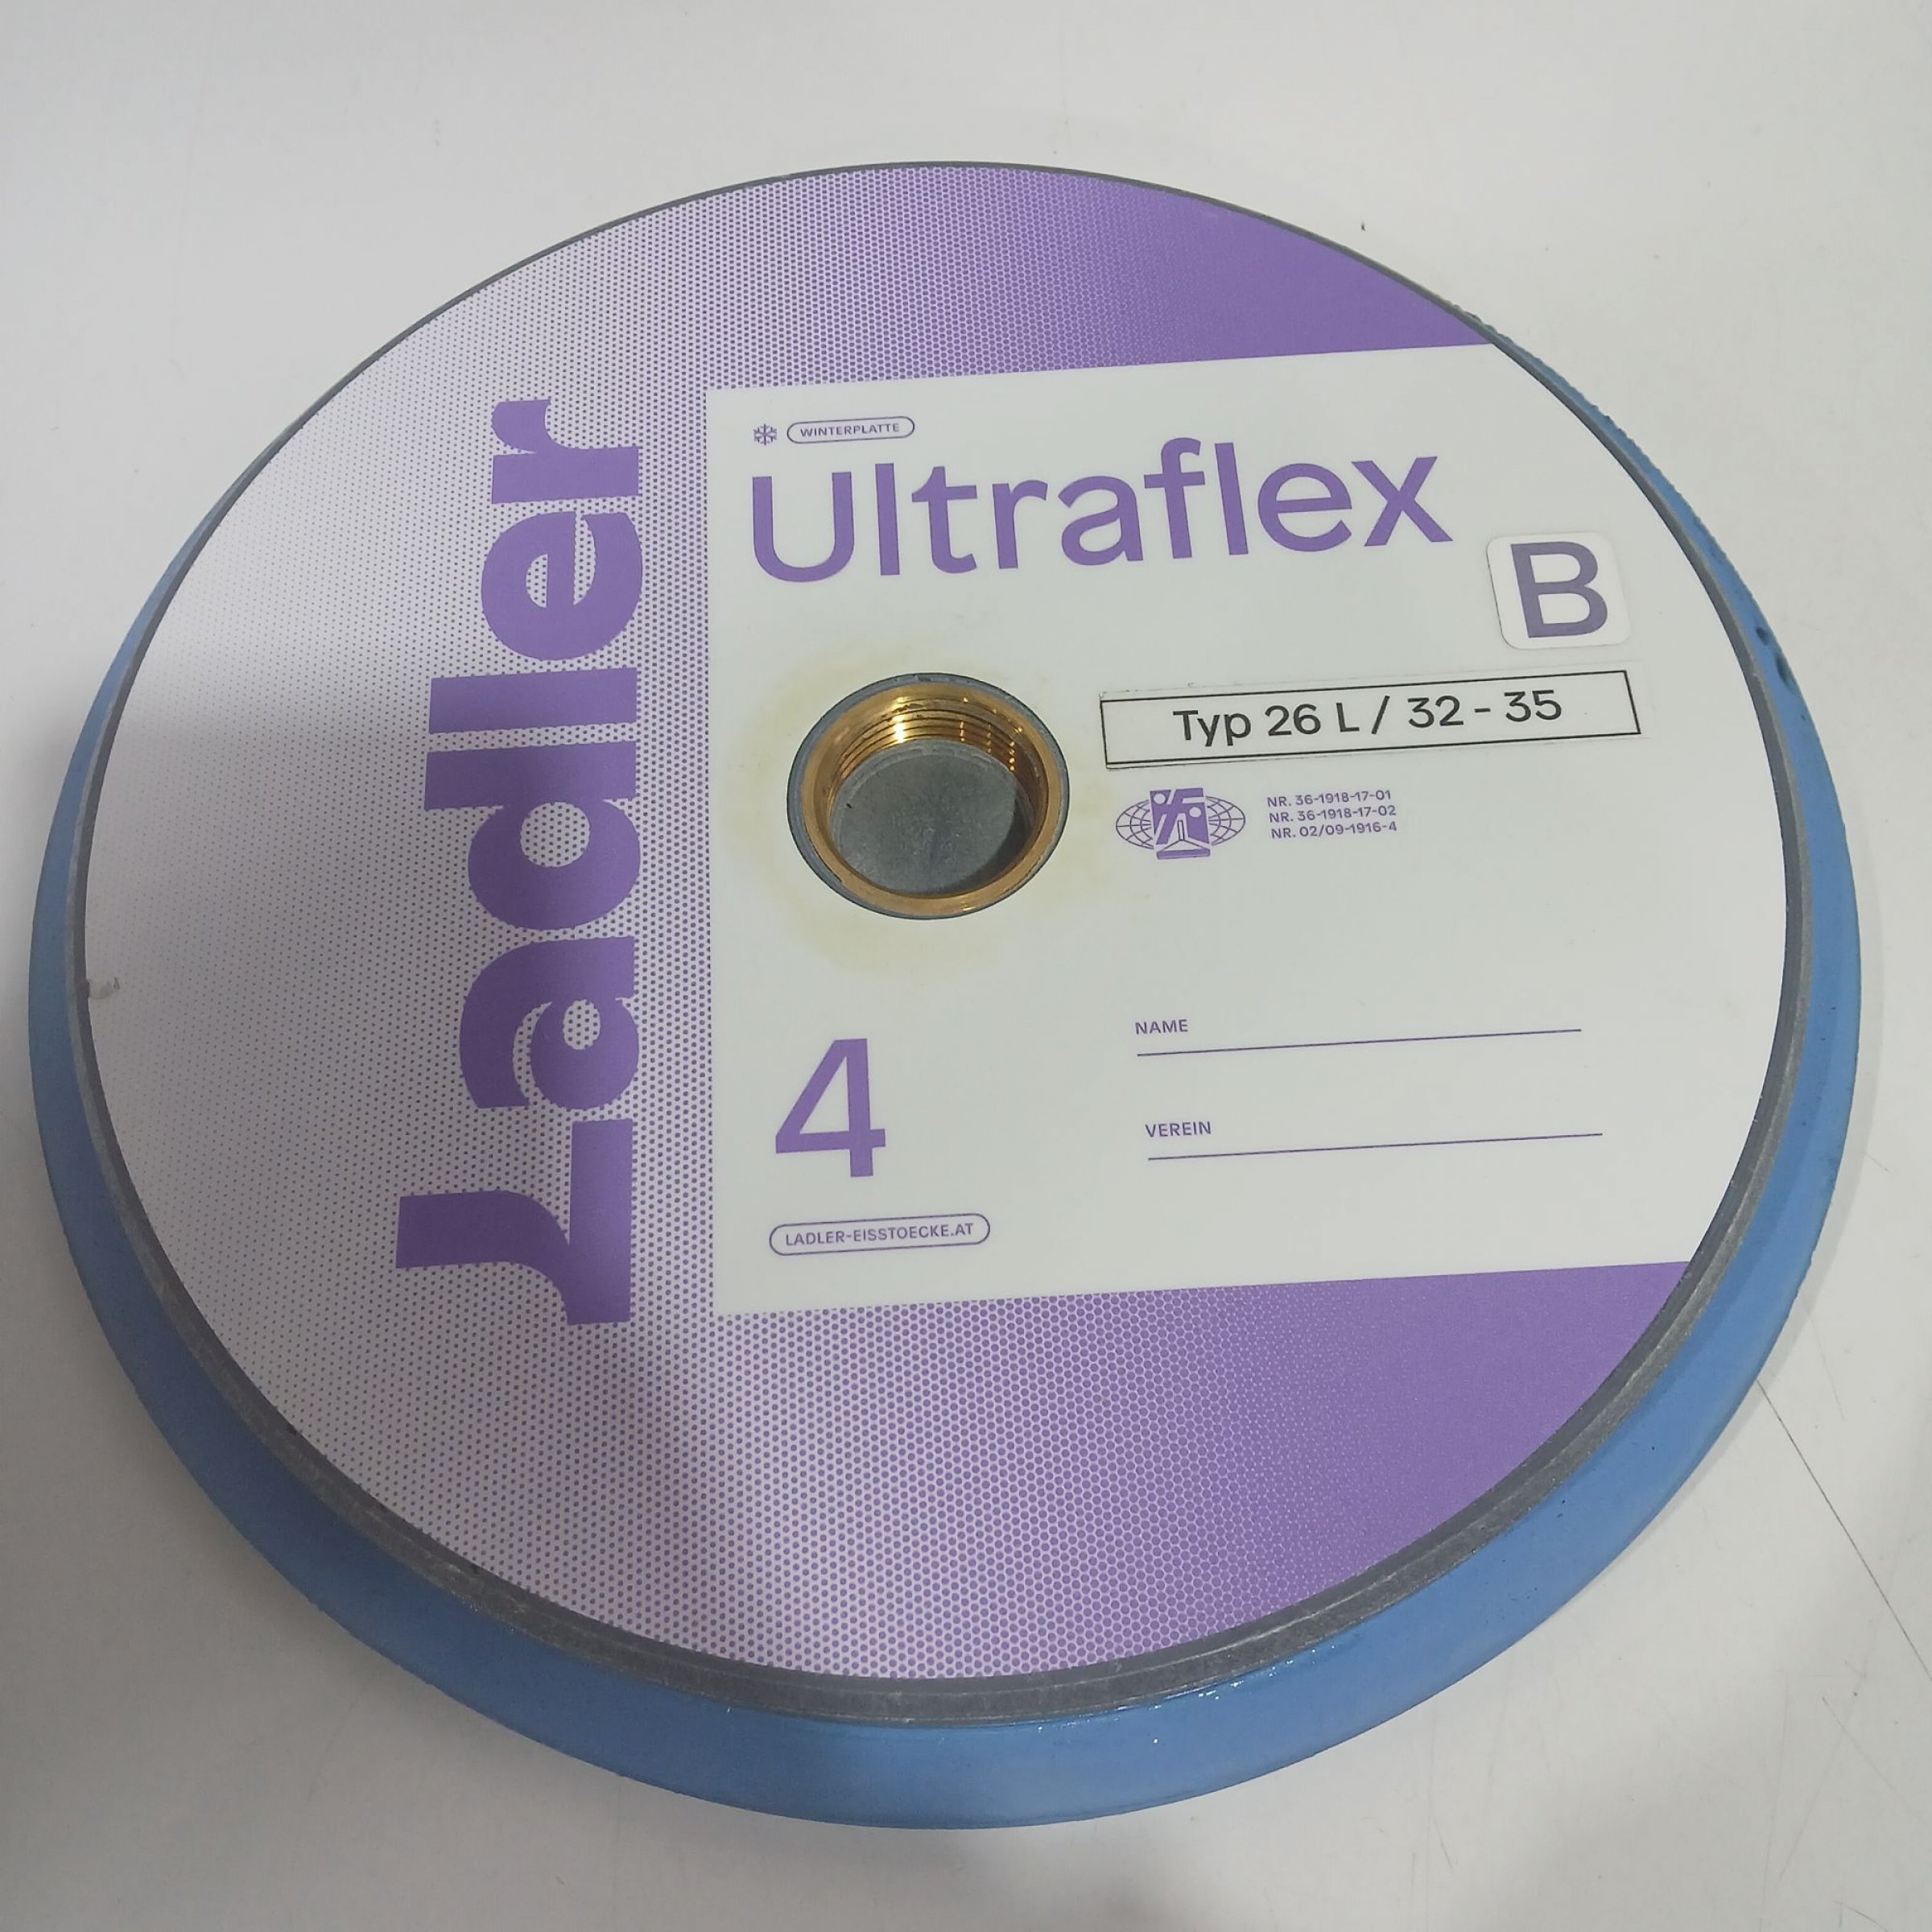 Ladler
WINTERPLATTE
Ultraflex
B
Typ 26 L / 32 - 35
NR. 36-1918-17-01
NR. 36-1918-17-02
NR. 02/09-1916-4
4
NAME
VEREIN
LADLER-EISSTOECKE.AT